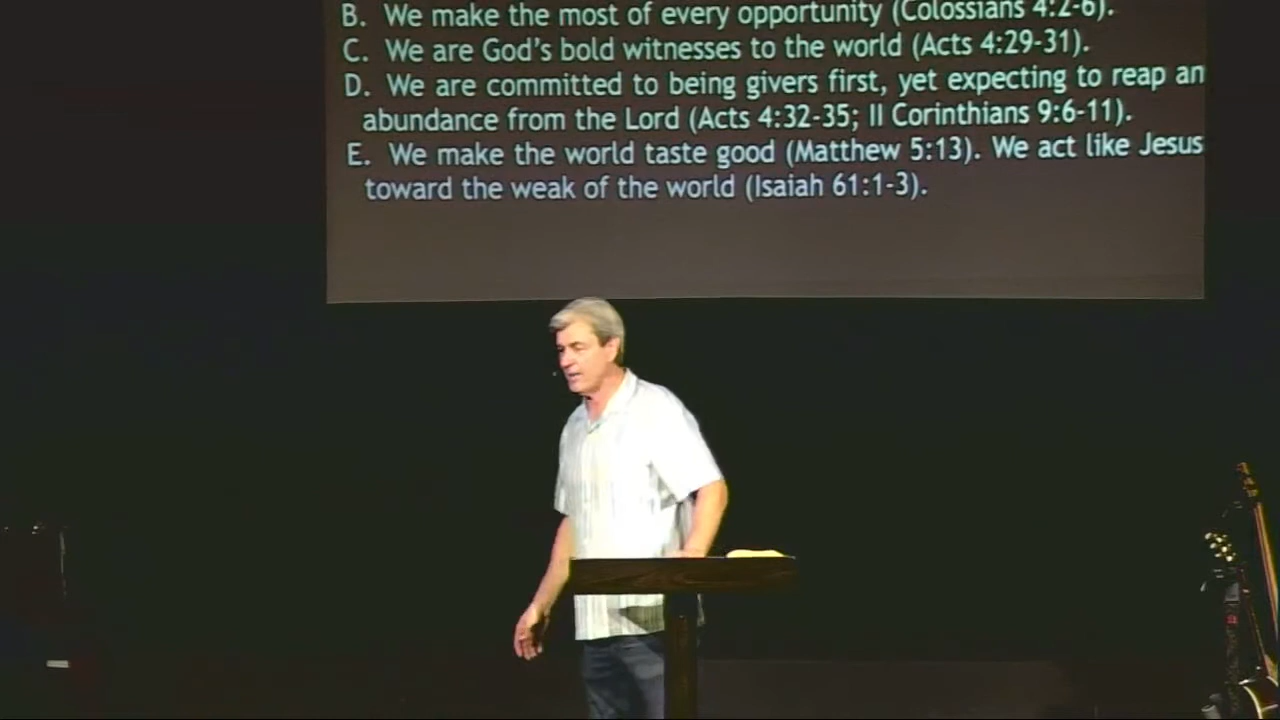 B. We make the most of every opportunity (Colossians 4:2-6).
C. We are God's bold witnesses to the world (Acts 4:29-31).
D. We are committed to being givers first, yet expecting to reap an
abundance from the Lord (Acts 4:32-35; II Corinthians 9:6-11).
E. We make the world taste good (Matthew 5:13). We act like Jesus
toward the weak of the world (Isaiah 61:1-3).